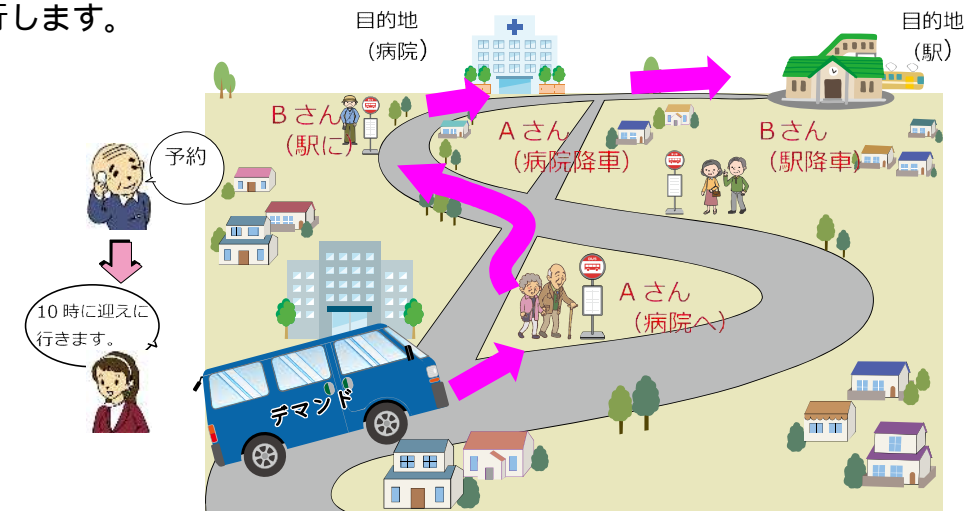 行します。
目的地
（病院）
目的地
（駅）
Bさん
（駅に）
Aさん
（病院降車）
Bさん
（駅降車）
予約
10時に迎えに
行きます。
Aさん
（病院へ）
デマンド